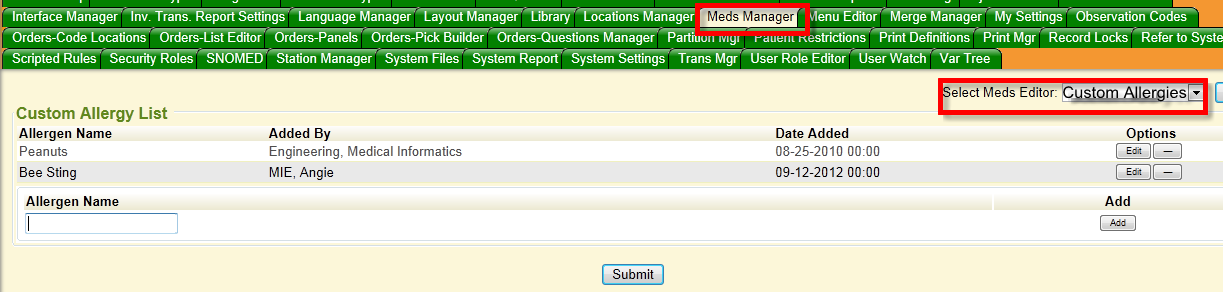 Interface Manager Inv. Trans. Report Settings Language Manager Layout Manager Library Locations Manager Meds Manager Menu Editor Merge Manager My Settings Observation Codes
Orders-Code Locations Orders-List Editor Orders-Panels Orders-Pick Builder Orders-Questions Manager Partition Mgr Patient Restrictions Print Definitions Print Mgr Record Locks Refer to Syste
Scripted Rules Security Roles SNOMED Station Manager System Files System Report System Settings Trans Mgr User Role Editor User Watch Var Tree
Select Meds Editor: Custom Allergies
Custom Allergy List
Allergen Name Added By Date Added Options
Peanuts Engineering, Medical Informatics 08-25-2010 00:00 Edit —
Bee Sting MIE, Angie 09-12-2012 00:00 Edit —
Allergen Name Add
Add
Submit